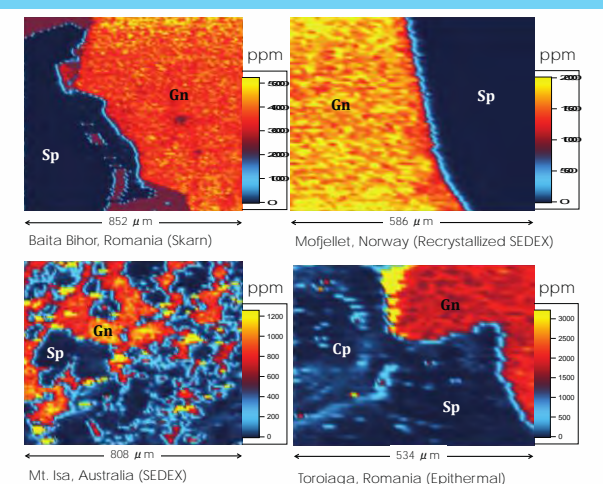 ppm
Gn
Sp
852 μm
Baita Bihor, Romania (Skarn)
ppm
Gn
Sp
586 μm
Mofjellet, Norway (Recrystallized SEDEX)
ppm
1200
1000
800
600
400
200
0
Gn
Sp
808 μm
Mt. Isa, Australia (SEDEX)
ppm
3000
2500
2000
1500
1000
500
0
Gn
Cp
Sp
534 μm
Toroiaga, Romania (Epithermal)